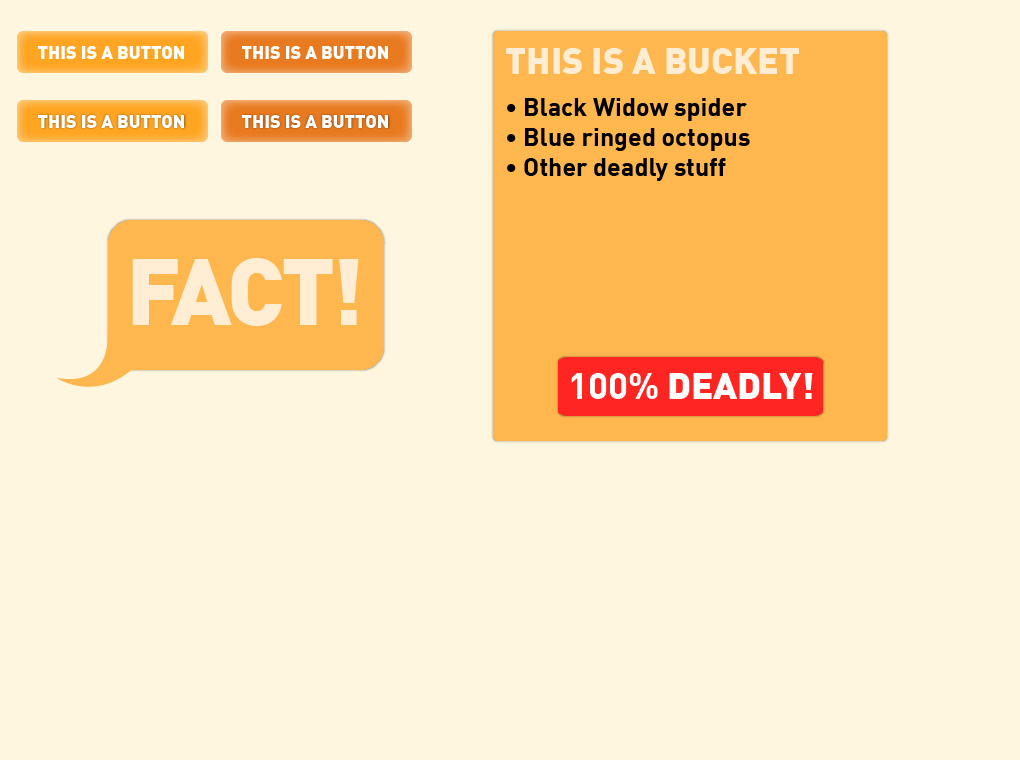 THIS IS A BUTTON
THIS IS A BUTTON
THIS IS A BUTTON
THIS IS A BUTTON
FACT!
THIS IS A BUCKET
• Black Widow spider
• Blue ringed octopus
• Other deadly stuff
100% DEADLY!